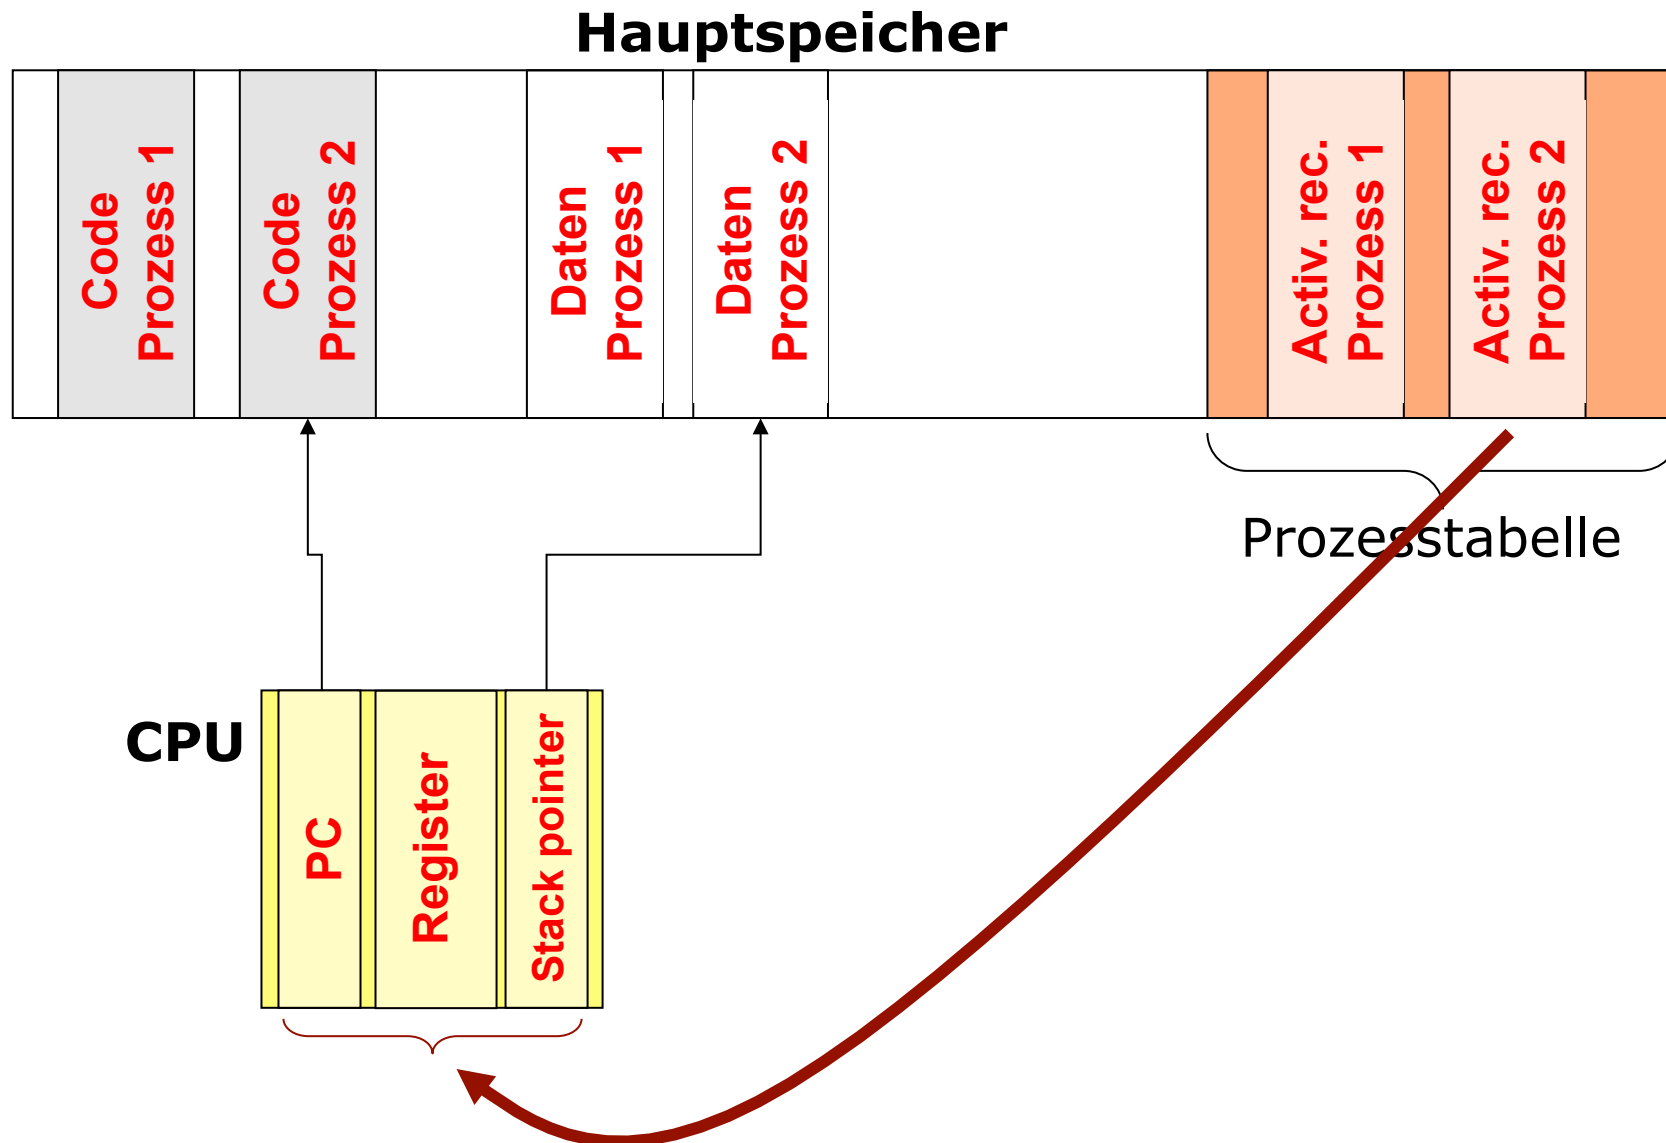 Hauptspeicher
Code
Prozess 1
Code
Prozess 2
Daten
Prozess 1
Daten
Prozess 2
Activ. rec.
Prozess 1
Activ. rec.
Prozess 2
Prozesstabelle
CPU
PC
Register
Stack pointer